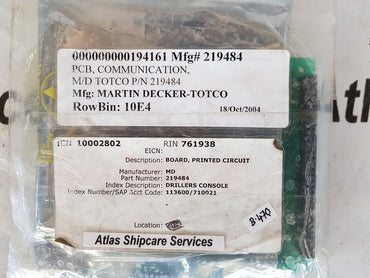 000000000194161 Mfg# 219484
PCB, COMMUNICATION,
M/D TOTCO P/N 219484
Mfg: MARTIN DECKER-TOTCO
RowBin: 10E4
18/Oct/2004
ICN 10002802 RIN 761938
EICN:
Description: BOARD, PRINTED CIRCUIT
Manufacturer: MD
Part Number: 219484
Index Description: DRILLERS CONSOLE
Index Number/SAP Acct Code: 113600/710021
Location:
B-470
Atlas Shipcare Services